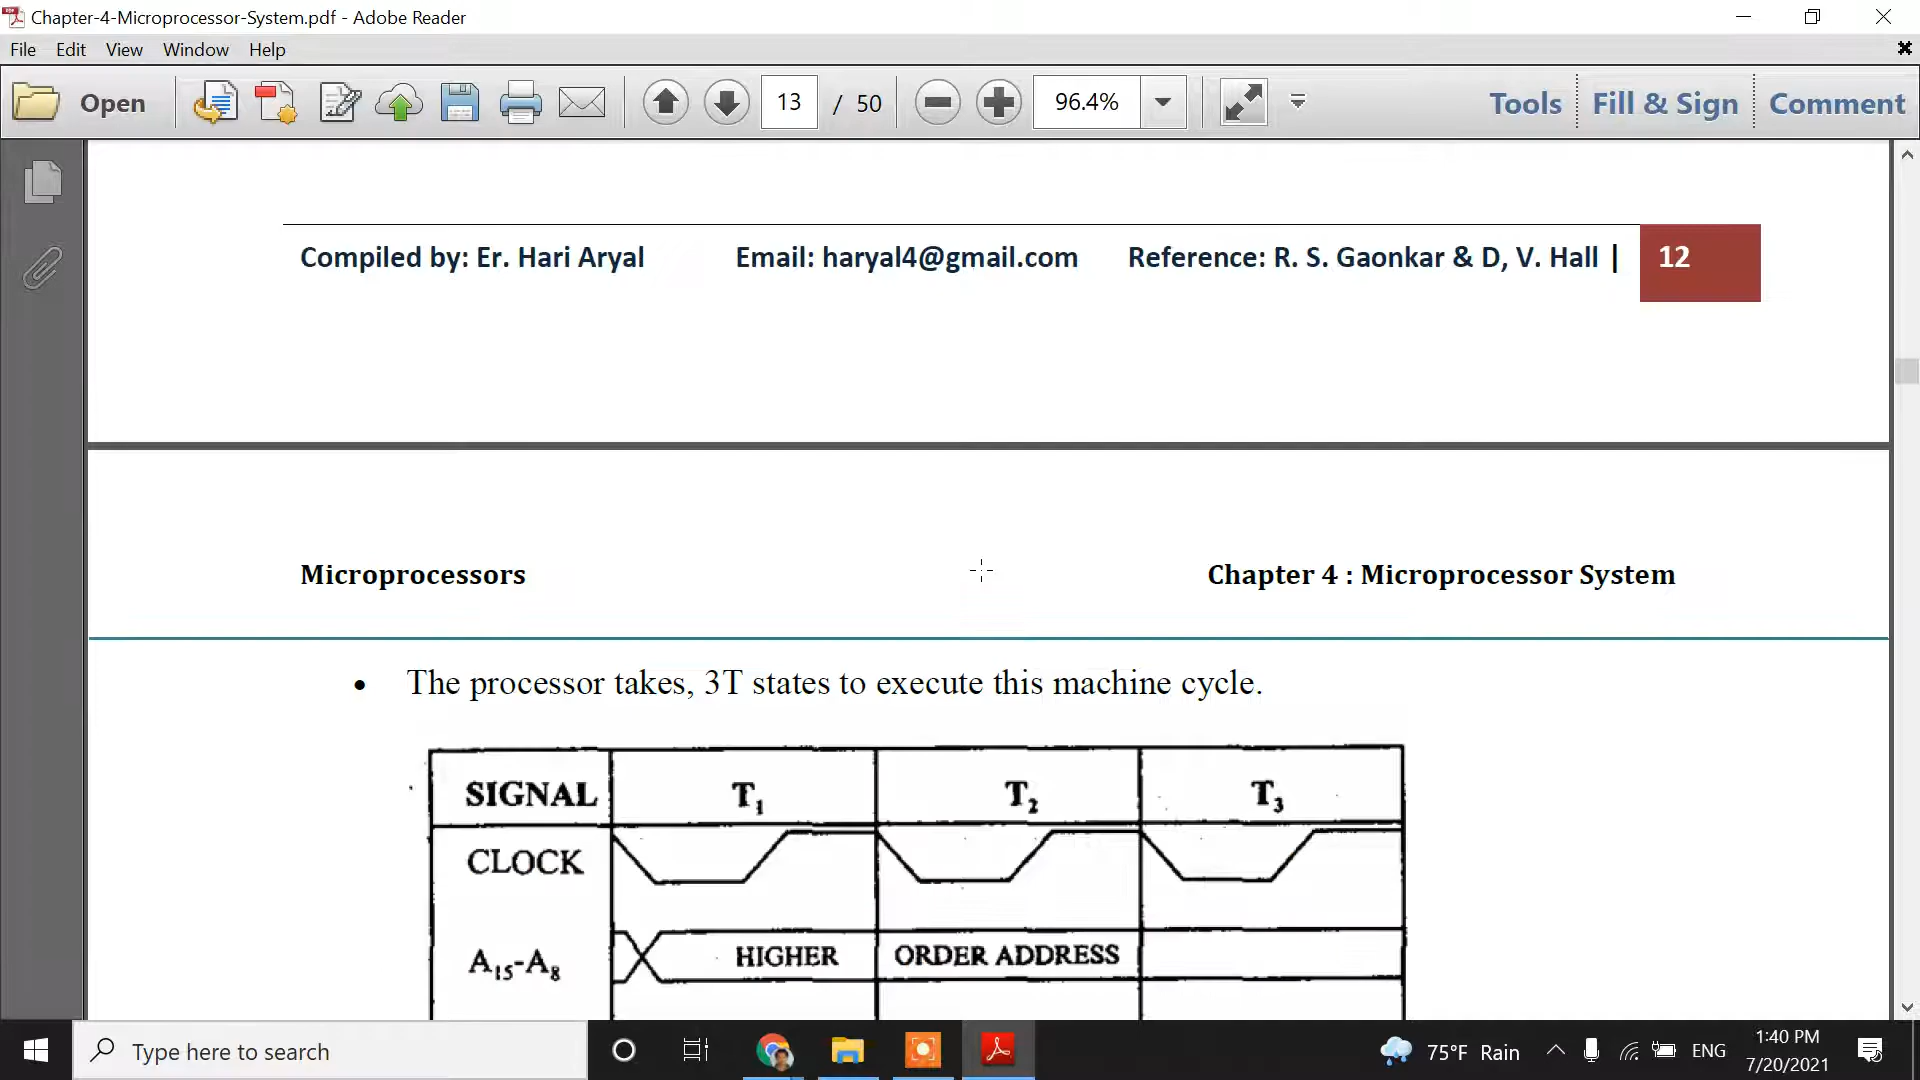 Chapter-4-Microprocessor-System.pdf - Adobe Reader
File Edit View Window Help
Open 13 / 50 96.4% Tools Fill & Sign Comment
Compiled by: Er. Hari Aryal Email: haryal4@gmail.com Reference: R. S. Gaonkar & D, V. Hall | 12
Microprocessors Chapter 4 : Microprocessor System
• The processor takes, 3T states to execute this machine cycle.
SIGNAL T₁ T₂ T₃
CLOCK
A₁₅-A₈ HIGHER ORDER ADDRESS
Type here to search 75°F Rain ENG 1:40 PM
7/20/2021